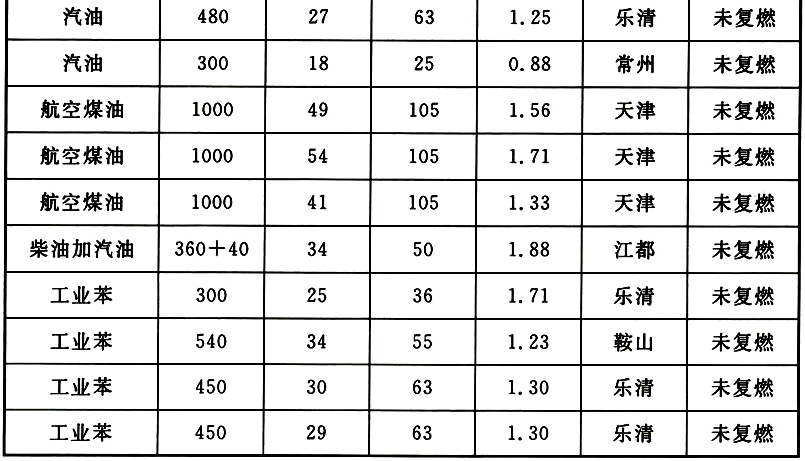 汽油 480 27 63 1.25 乐清 未复燃
汽油 300 18 25 0.88 常州 未复燃
航空煤油 1000 49 105 1.56 天津 未复燃
航空煤油 1000 54 105 1.71 天津 未复燃
航空煤油 1000 41 105 1.33 天津 未复燃
柴油加汽油 360+40 34 50 1.88 江都 未复燃
工业苯 300 25 36 1.71 乐清 未复燃
工业苯 540 34 55 1.23 鞍山 未复燃
工业苯 450 30 63 1.30 乐清 未复燃
工业苯 450 29 63 1.30 乐清 未复燃